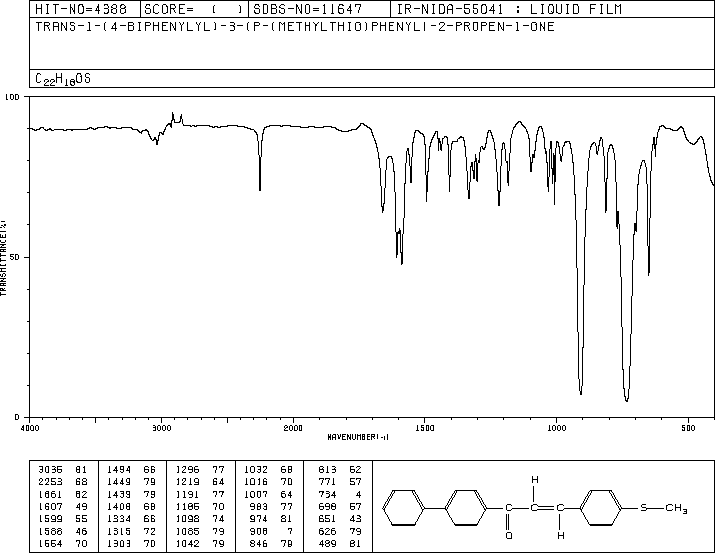 HIT-NO=4388 SCORE= ( ) SDBS-NO=11647 IR-NIDA-55041 : LIQUID FILM
TRANS-1-(4-BIPHENYLYL)-3-(P-(METHYLTHIO)PHENYL)-2-PROPEN-1-ONE
C22H18OS
100
50
0
TRANSMITTANCE(%)
4000 3000 2000 1500 1000 500
WAVENUMBER(-1)
3035 81 1494 66 1296 77 1032 68 813 62
2253 68 1449 79 1219 64 1016 70 771 57
1661 62 1439 79 1191 77 1007 64 734 4
1607 49 1408 68 1185 70 983 77 698 57
1599 55 1334 66 1098 74 974 81 651 43
1588 46 1315 72 1085 79 908 7 626 79
1554 70 1303 70 1042 79 846 79 489 81
H
S CH3
O H